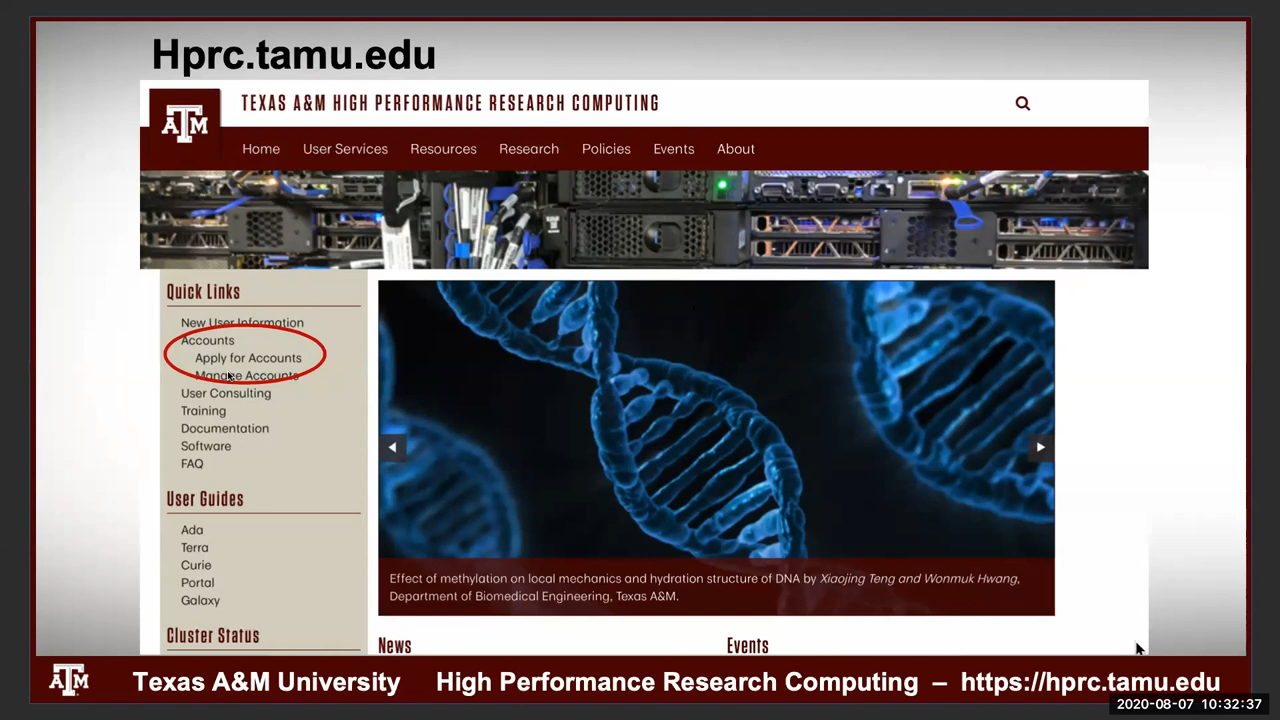 Hprc.tamu.edu
TEXAS A&M HIGH PERFORMANCE RESEARCH COMPUTING
ATM
Home User Services Resources Research Policies Events About
Quick Links
New User Information
Accounts
Apply for Accounts
Manage Accounts
User Consulting
Training
Documentation
Software
FAQ
User Guides
Ada
Terra
Curie
Portal
Galaxy
Cluster Status
Effect of methylation on local mechanics and hydration structure of DNA by Xiaojing Teng and Wonmuk Hwang,
Department of Biomedical Engineering, Texas A&M.
News
Events
ATM
Texas A&M University High Performance Research Computing – https://hprc.tamu.edu
2020-08-07 10:32:37